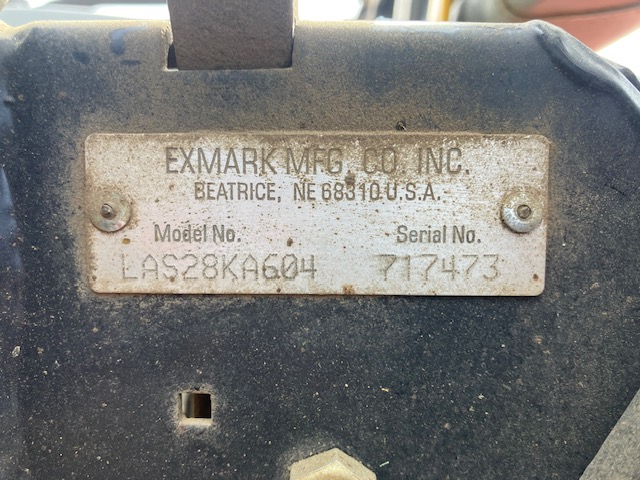 EXMARK MFG. CO. INC.
BEATRICE, NE 68310 U.S.A.
Model No. Serial No.
LAS28KA604 717473